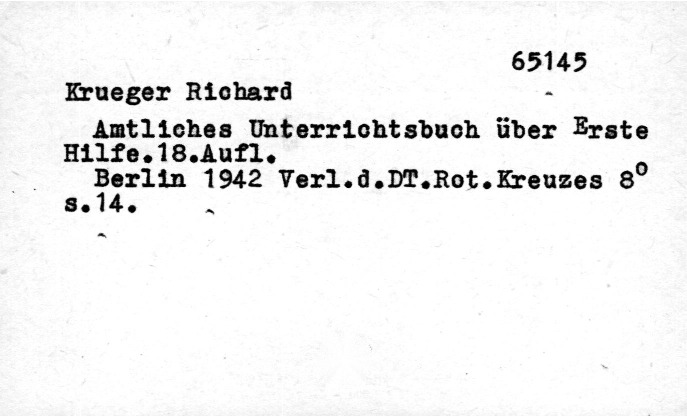 65145
Krueger Richard
Amtliches Unterrichtsbuch über Erste
Hilfe.18.Aufl.
Berlin 1942 Verl.d.DT.Rot.Kreuzes 8⁰
s.14.